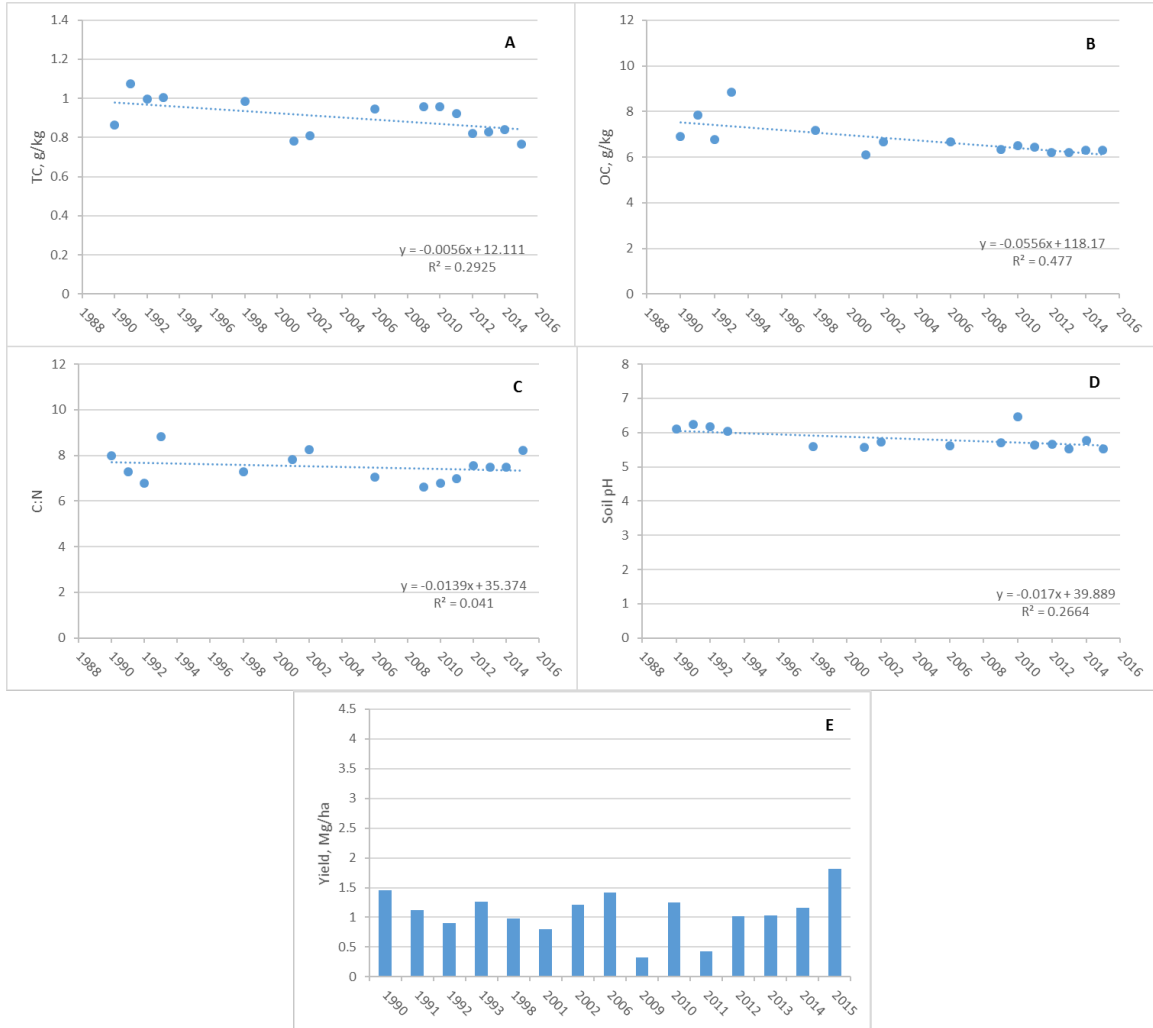 A
TC, g/kg
1.4
1.2
1
0.8
0.6
0.4
0.2
0
y = -0.0056x + 12.111
R² = 0.2925
1988 1990 1992 1994 1996 1998 2000 2002 2004 2006 2008 2010 2012 2014 2016
B
OC, g/kg
12
10
8
6
4
2
0
y = -0.0556x + 118.17
R² = 0.477
1988 1990 1992 1994 1996 1998 2000 2002 2004 2006 2008 2010 2012 2014 2016
C
C:N
12
10
8
6
4
2
0
y = -0.0139x + 35.374
R² = 0.041
1988 1990 1992 1994 1996 1998 2000 2002 2004 2006 2008 2010 2012 2014 2016
D
Soil pH
8
7
6
5
4
3
2
1
0
y = -0.017x + 39.889
R² = 0.2664
1988 1990 1992 1994 1996 1998 2000 2002 2004 2006 2008 2010 2012 2014 2016
E
Yield, Mg/ha
4.5
4
3.5
3
2.5
2
1.5
1
0.5
0
1990 1991 1992 1993 1998 2001 2002 2006 2009 2010 2011 2012 2013 2014 2015